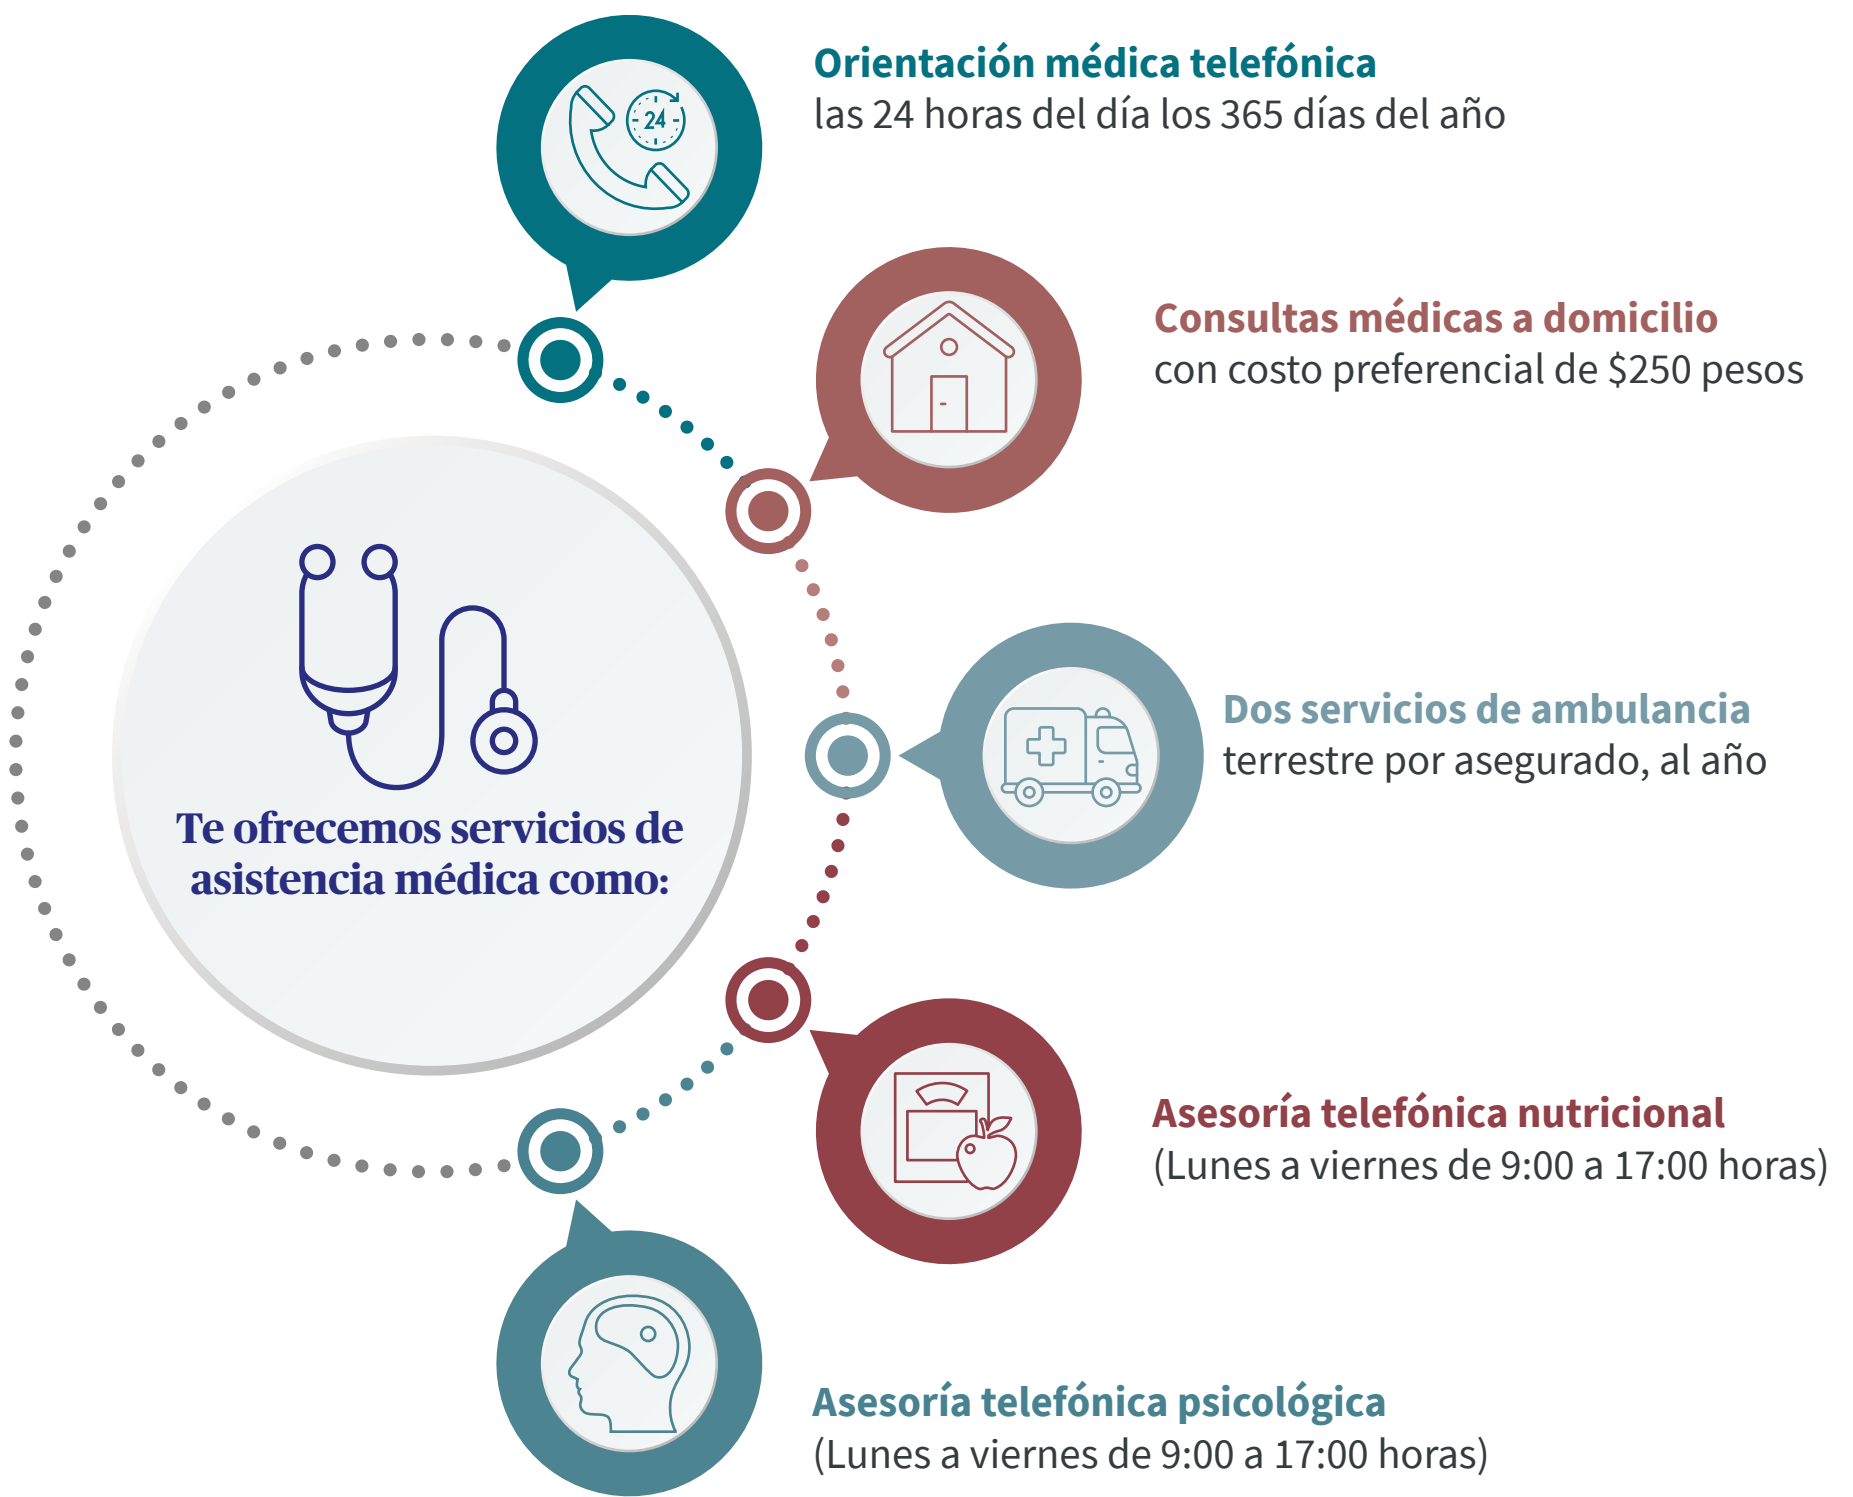 Orientación médica telefónica
las 24 horas del día los 365 días del año
24
Consultas médicas a domicilio
con costo preferencial de $250 pesos
Dos servicios de ambulancia
terrestre por asegurado, al año
Te ofrecemos servicios de
asistencia médica como:
Asesoría telefónica nutricional
(Lunes a viernes de 9:00 a 17:00 horas)
Asesoría telefónica psicológica
(Lunes a viernes de 9:00 a 17:00 horas)